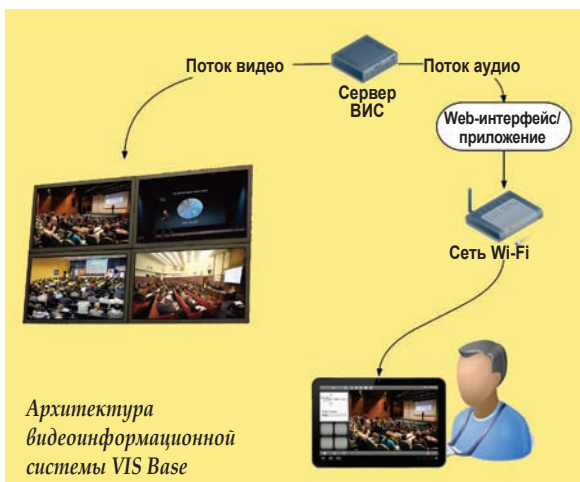 Поток видео
Поток аудио
Сервер
ВИС
Web-интерфейс/
приложение
Сеть Wi-Fi
Архитектура
видеоинформационной
системы VIS Base